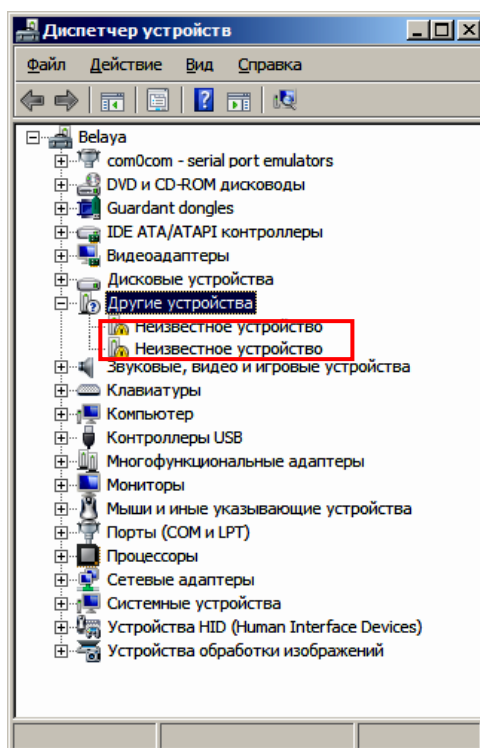 Диспетчер устройств
Файл Действие Вид Справка
Belaya
com0com - serial port emulators
DVD и CD-ROM дисководы
Guardant dongles
IDE ATA/ATAPI контроллеры
Видеоадаптеры
Дисковые устройства
Другие устройства
Неизвестное устройство
Неизвестное устройство
Звуковые, видео и игровые устройства
Клавиатуры
Компьютер
Контроллеры USB
Многофункциональные адаптеры
Мониторы
Мыши и иные указывающие устройства
Порты (COM и LPT)
Процессоры
Сетевые адаптеры
Системные устройства
Устройства HID (Human Interface Devices)
Устройства обработки изображений